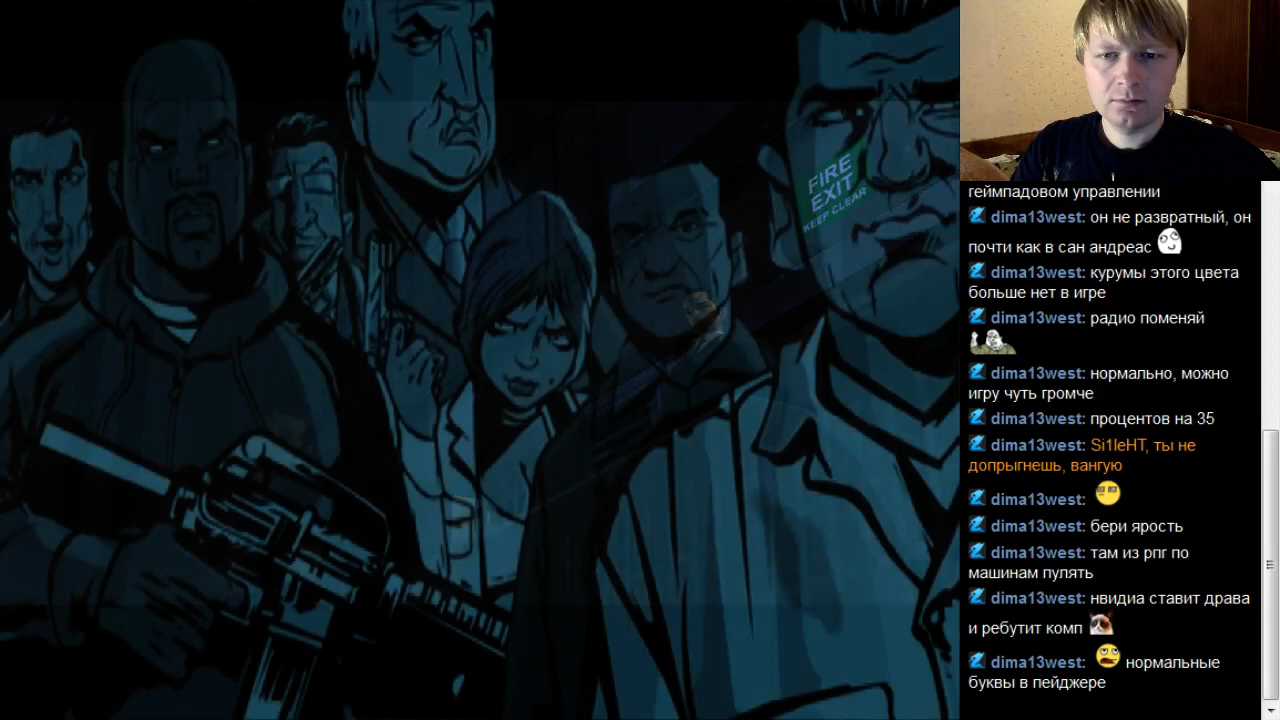 FIRE
EXIT
KEEP CLEAR
геймпадовом управлении
dima13west: он не развратный, он
почти как в сан андреас
dima13west: курумы этого цвета
больше нет в игре
dima13west: радио поменяй
dima13west: нормально, можно
игру чуть громче
dima13west: процентов на 35
dima13west: Si1leHT, ты не
допрыгнешь, вангую
dima13west:
dima13west: бери ярость
dima13west: там из рпг по
машинам пулять
dima13west: нвидиа ставит драва
и ребутит комп
dima13west: нормальные
буквы в пейджере